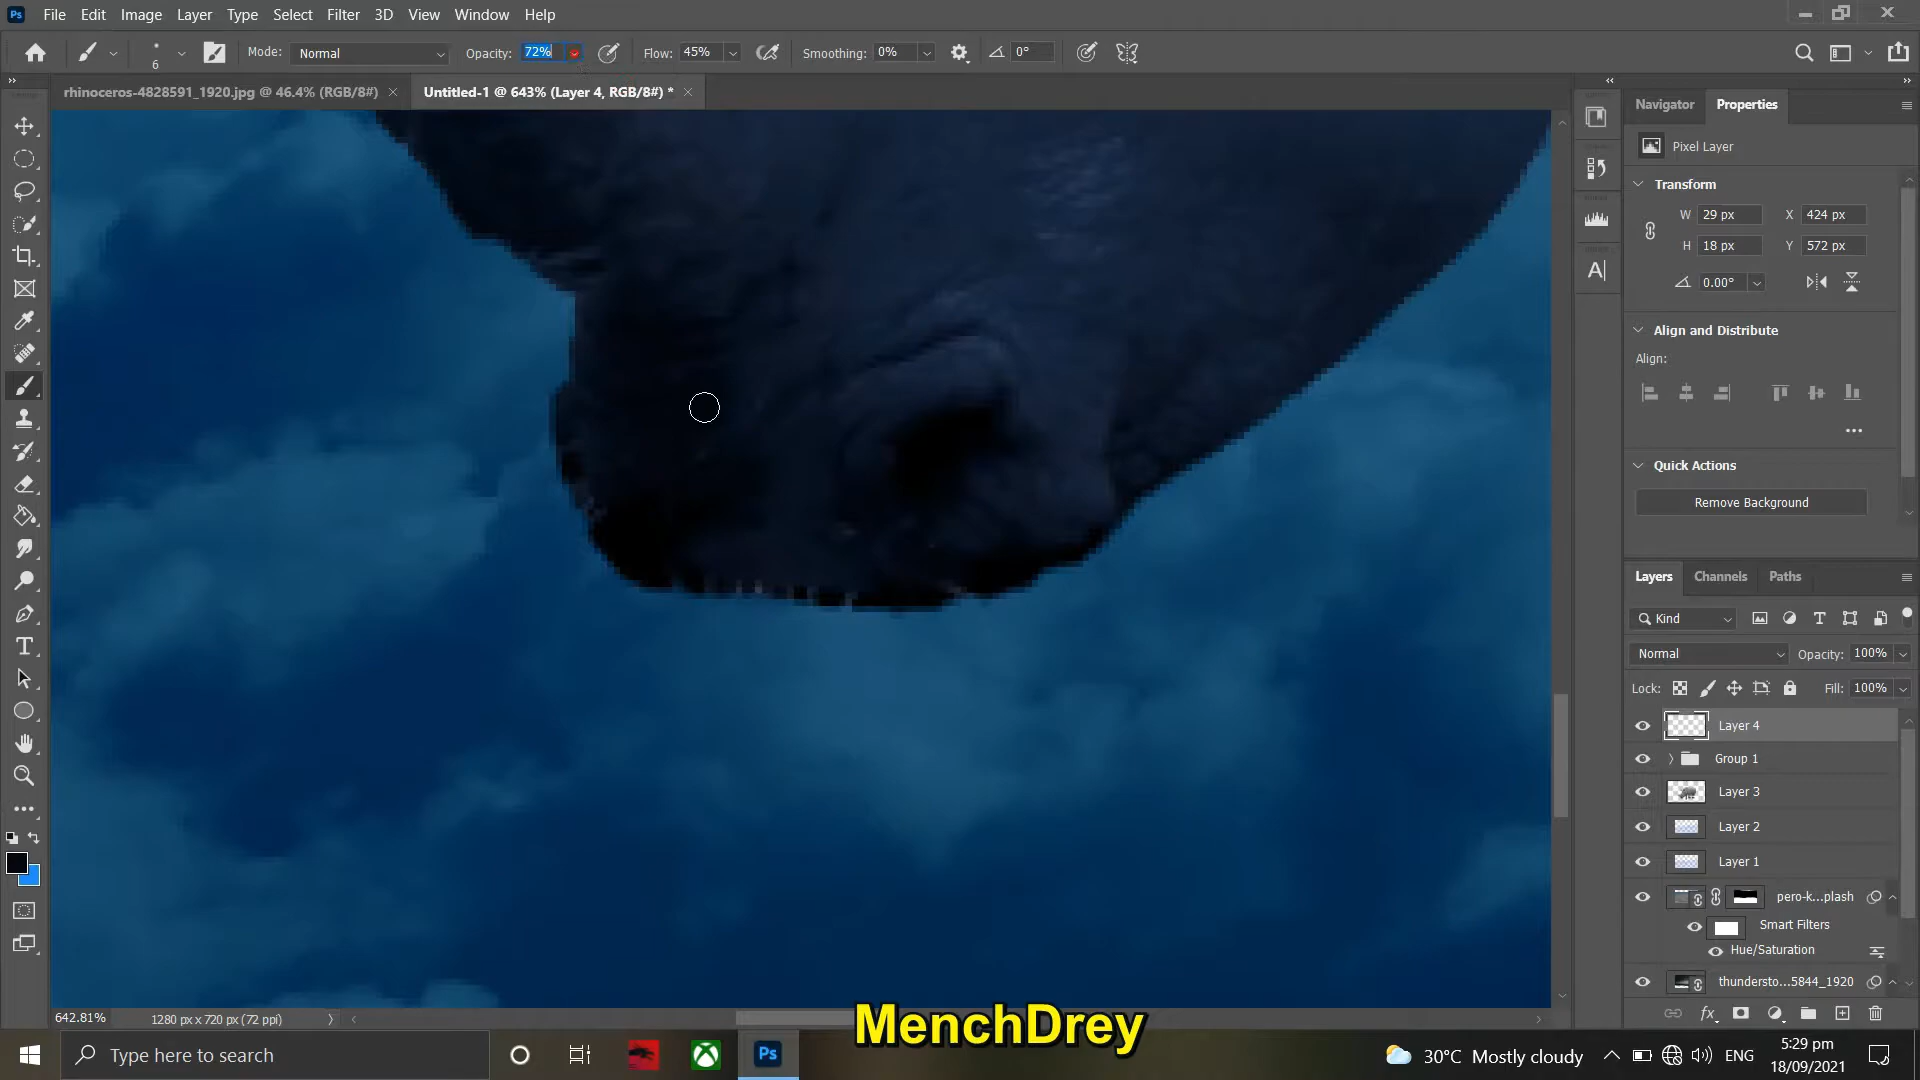 Ps File Edit Image Layer Type Select Filter 3D View Window Help
6 Mode: Normal Opacity: 72% Flow: 45% Smoothing: 0% 0°
rhinoceros-4828591_1920.jpg @ 46.4% (RGB/8#) × Untitled-1 @ 643% (Layer 4, RGB/8#) * ×
Navigator Properties
Pixel Layer
Transform
W 29 px X 424 px
H 18 px Y 572 px
0.00°
Align and Distribute
Align:
Quick Actions
Remove Background
Layers Channels Paths
Kind
Normal Opacity: 100%
Lock: Fill: 100%
Layer 4
Group 1
Layer 3
Layer 2
Layer 1
pero-k...plash
Smart Filters
Hue/Saturation
thundersto...5844_1920
642.81% 1280 px x 720 px (72 ppi)
MenchDrey
Type here to search
Ps
30°C Mostly cloudy ENG
5:29 pm
18/09/2021